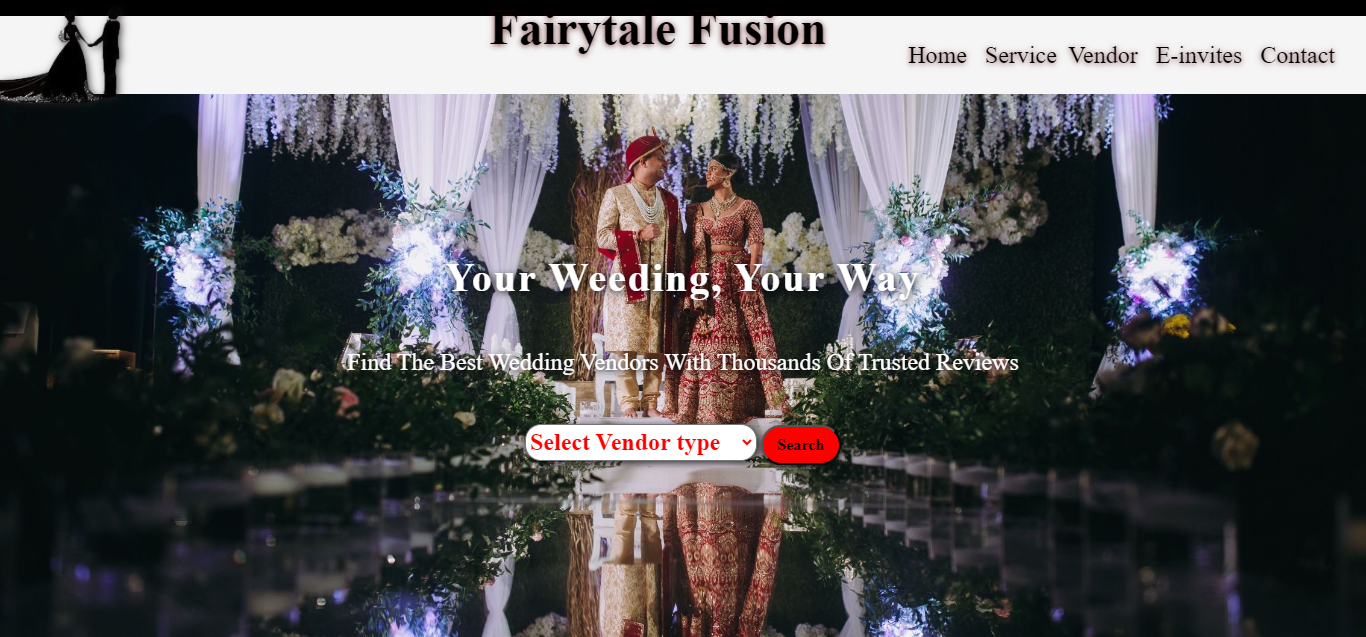 Fairytale Fusion
Home Service Vendor E-invites Contact
Your Weeding, Your Way
Find The Best Wedding Vendors With Thousands Of Trusted Reviews
Select Vendor type
Search